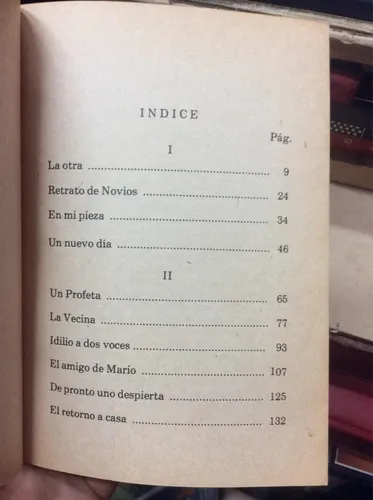 INDICE
Pág.
I
La otra ........................................ 9
Retrato de Novios ........................................ 24
En mi pieza ........................................ 34
Un nuevo día ........................................ 46
II
Un Profeta ........................................ 65
La Vecina ........................................ 77
Idilio a dos voces ........................................ 93
El amigo de Mario ........................................ 107
De pronto uno despierta ........................................ 125
El retorno a casa ........................................ 132